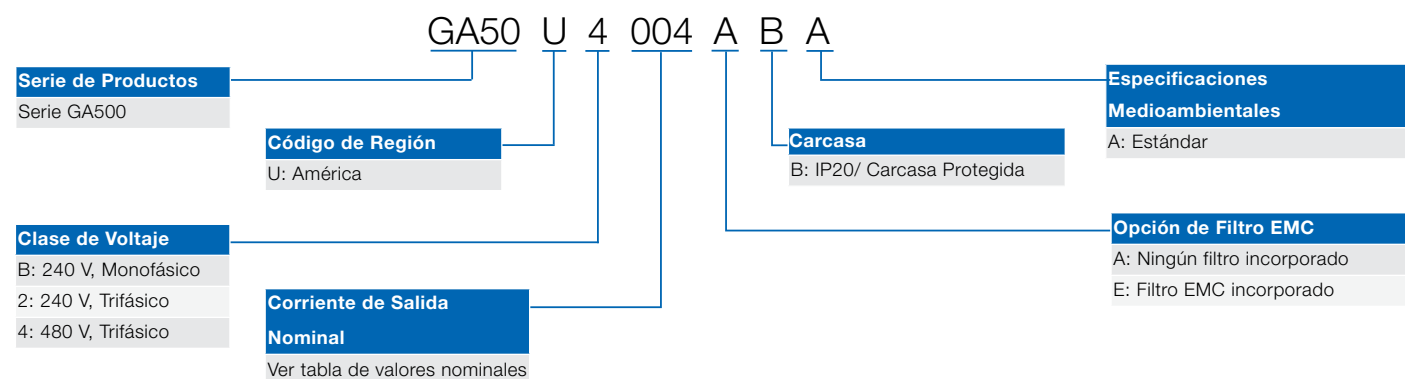 GA50 U 4 004 A B A
Serie de Productos
Serie GA500
Código de Región
U: América
Clase de Voltaje
B: 240 V, Monofásico
2: 240 V, Trifásico
4: 480 V, Trifásico
Corriente de Salida
Nominal
Ver tabla de valores nominales
Carcasa
B: IP20/ Carcasa Protegida
Especificaciones
Medioambientales
A: Estándar
Opción de Filtro EMC
A: Ningún filtro incorporado
E: Filtro EMC incorporado